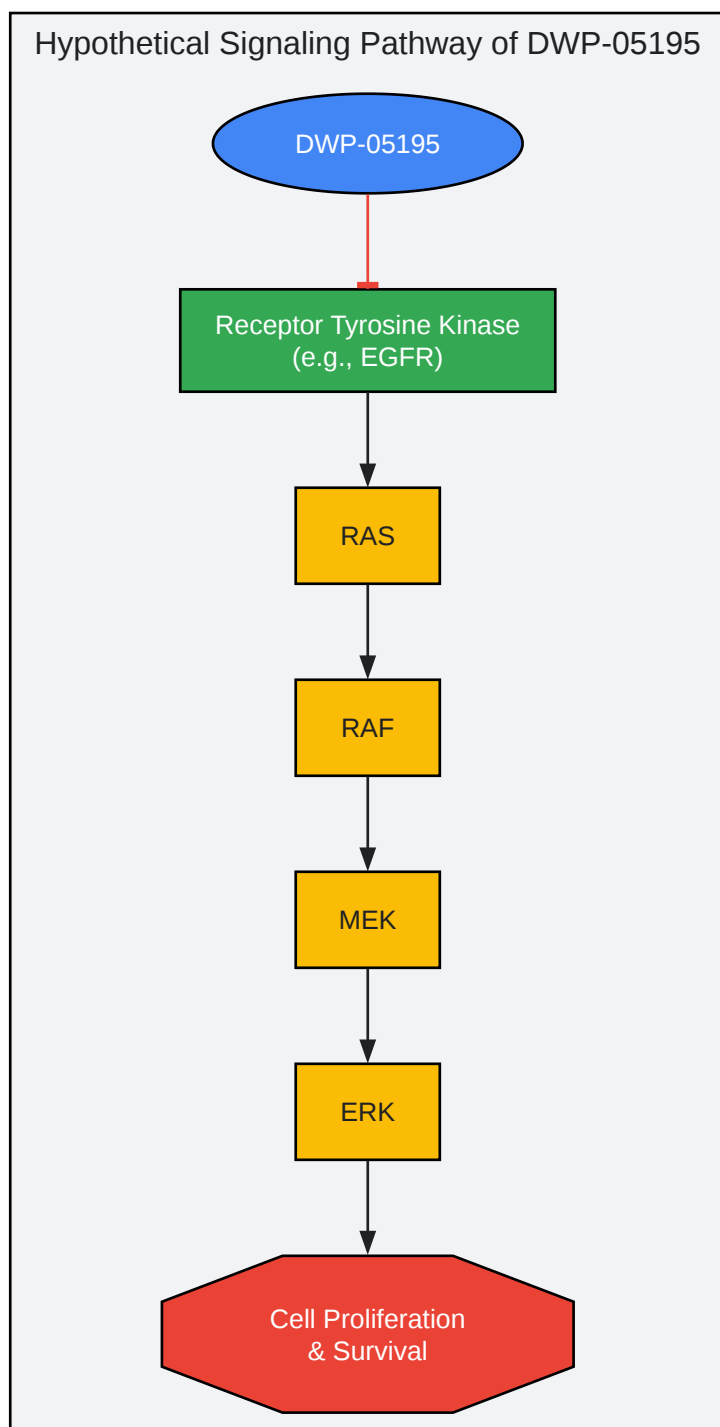 Hypothetical Signaling Pathway of DWP-05195
DWP-05195
Receptor Tyrosine Kinase
(e.g., EGFR)
RAS
RAF
MEK
ERK
Cell Proliferation
& Survival